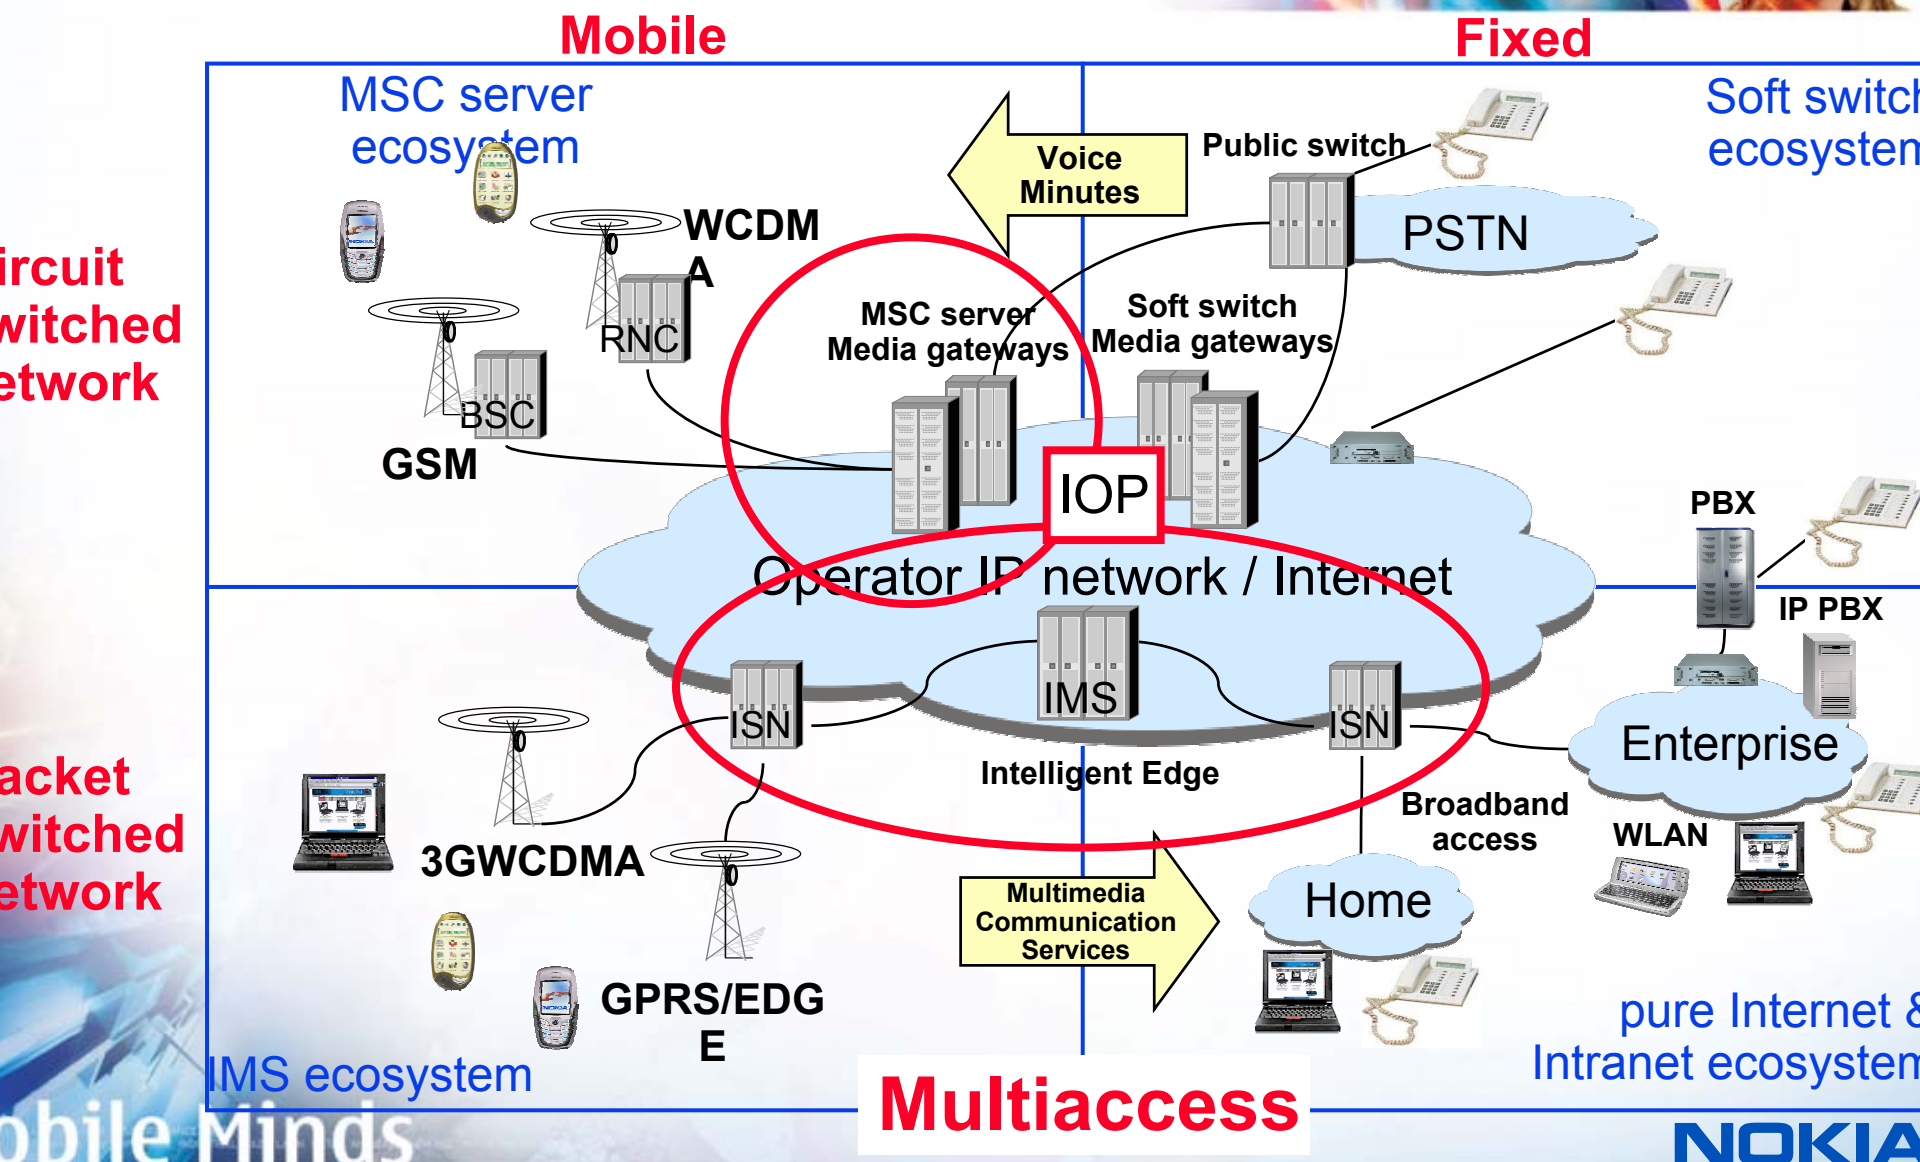 Mobile
Fixed
MSC server
ecosystem
Soft switch
ecosystem
Voice
Minutes
Public switch
PSTN
WCDM
A
ircuit
witched
etwork
RNC
MSC server
Media gateways
Soft switch
Media gateways
BSC
GSM
IOP
PBX
Operator IP network / Internet
IP PBX
ISN
IMS
ISN
Enterprise
Intelligent Edge
acket
witched
etwork
Broadband
access
WLAN
3GWCDMA
Multimedia
Communication
Services
Home
GPRS/EDG
E
IMS ecosystem
pure Internet &
Intranet ecosystem
Multiaccess
obile Minds
NOKIA